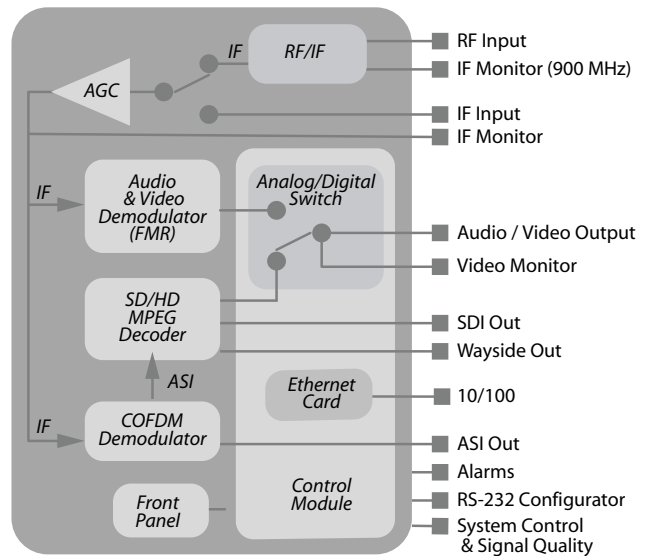 IF
RF/IF
RF Input
IF Monitor (900 MHz)
AGC
IF Input
IF Monitor
IF
Audio
& Video
Demodulator
(FMR)
Analog/Digital
Switch
Audio / Video Output
Video Monitor
SD/HD
MPEG
Decoder
SDI Out
Wayside Out
ASI
Ethernet
Card
10/100
IF
COFDM
Demodulator
ASI Out
Alarms
Front
Panel
Control
Module
RS-232 Configurator
System Control
& Signal Quality